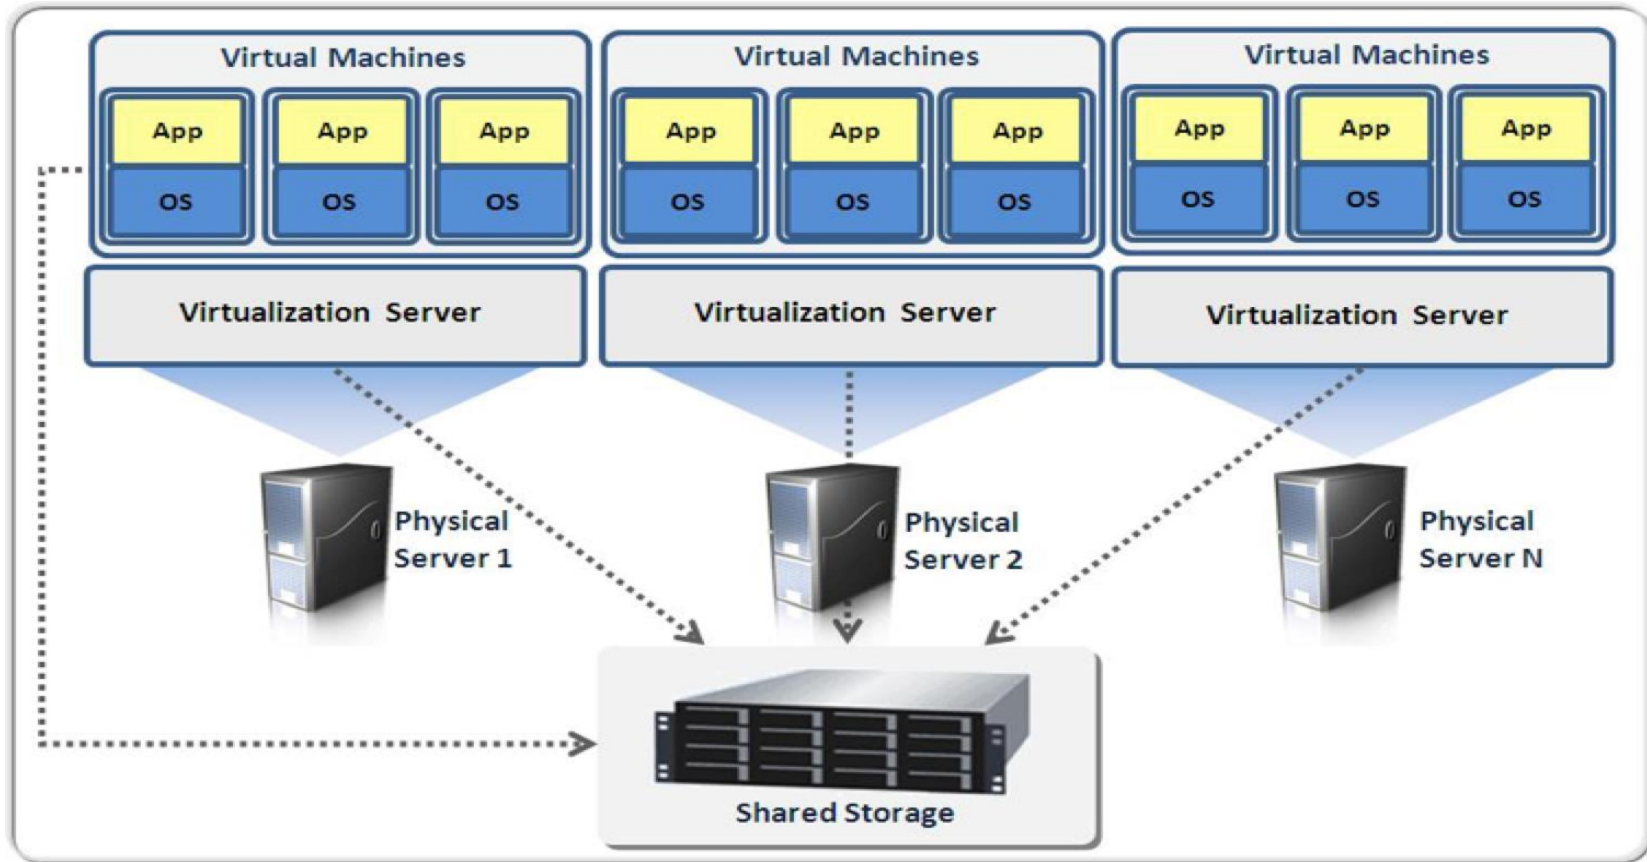 Virtual Machines
App App App
OS OS OS
Virtualization Server
Physical
Server 1
Virtual Machines
App App App
OS OS OS
Virtualization Server
Physical
Server 2
Virtual Machines
App App App
OS OS OS
Virtualization Server
Physical
Server N
Shared Storage